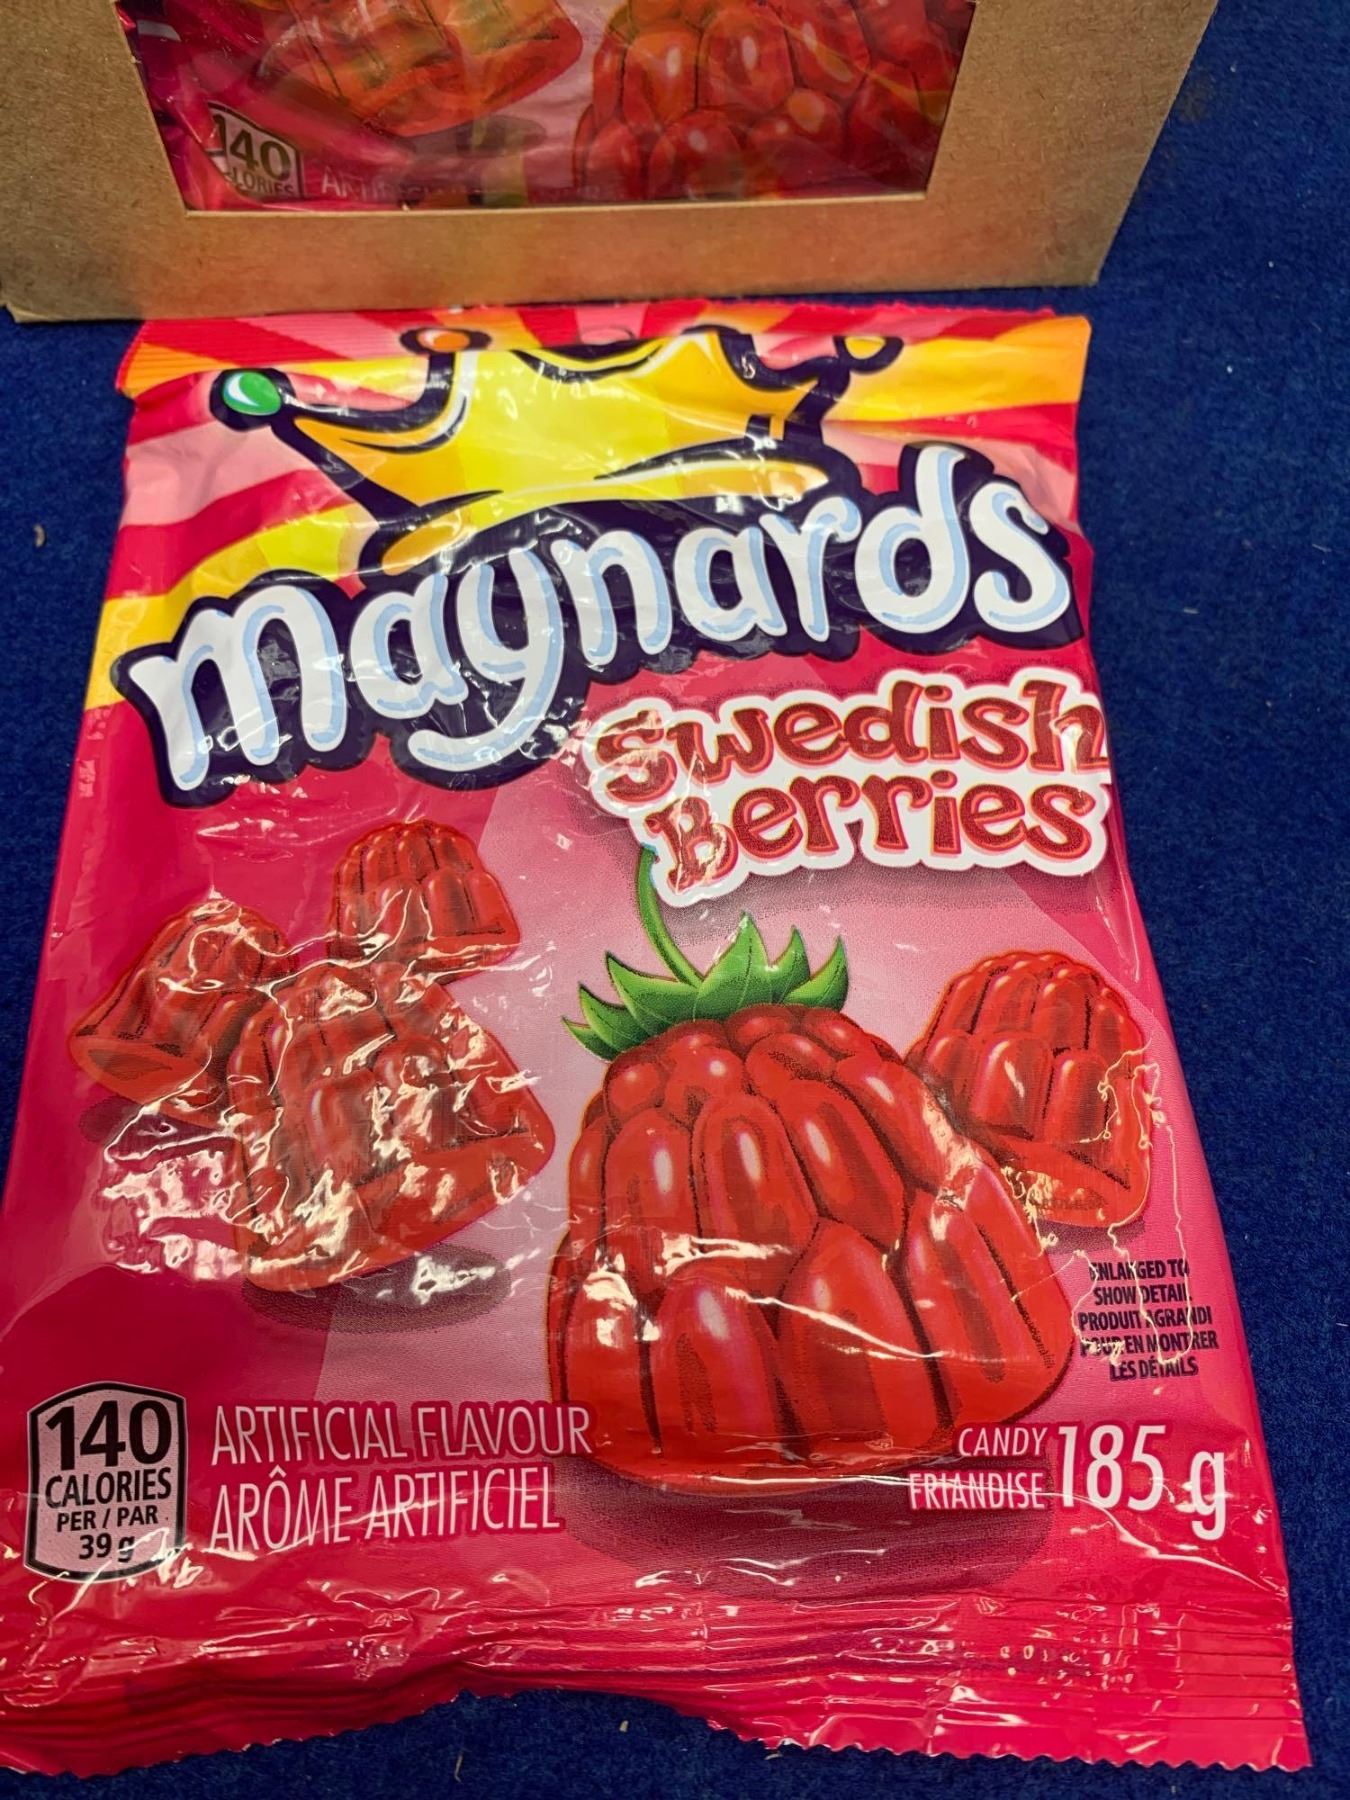 140
CALORIES
maynards
Swedish
Berries
ENLARGED TO
SHOW DETAIL
PRODUIT AGRANDI
POUR EN MONTRER
LES DÉTAILS
140
CALORIES
PER / PAR
39 g
ARTIFICIAL FLAVOUR
ARÔME ARTIFICIEL
CANDY
FRIANDISE
185 g